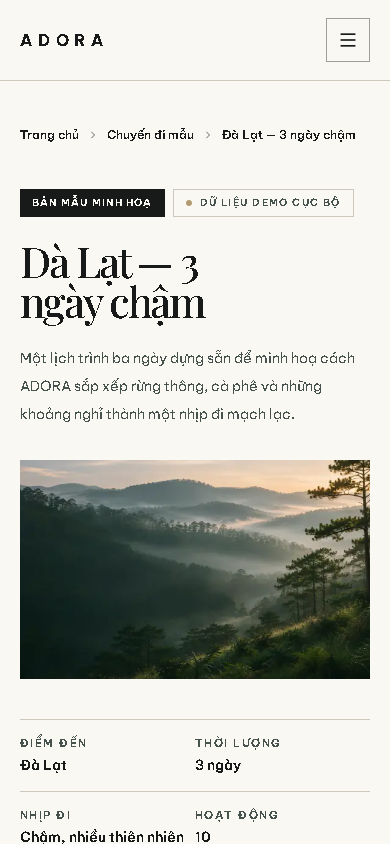 ADORA
Trang chủ > Chuyến đi mẫu > Đà Lạt — 3 ngày chậm
BẢN MẪU MINH HOẠ
DỮ LIỆU DEMO CỤC BỘ
Đà Lạt — 3
ngày chậm
Một lịch trình ba ngày dựng sẵn để minh hoạ cách
ADORA sắp xếp rừng thông, cà phê và những
khoảng nghỉ thành một nhịp đi mạch lạc.
ĐIỂM ĐẾN
Đà Lạt
THỜI LƯỢNG
3 ngày
NHỊP ĐI
Chậm, nhiều thiên nhiên
HOẠT ĐỘNG
10